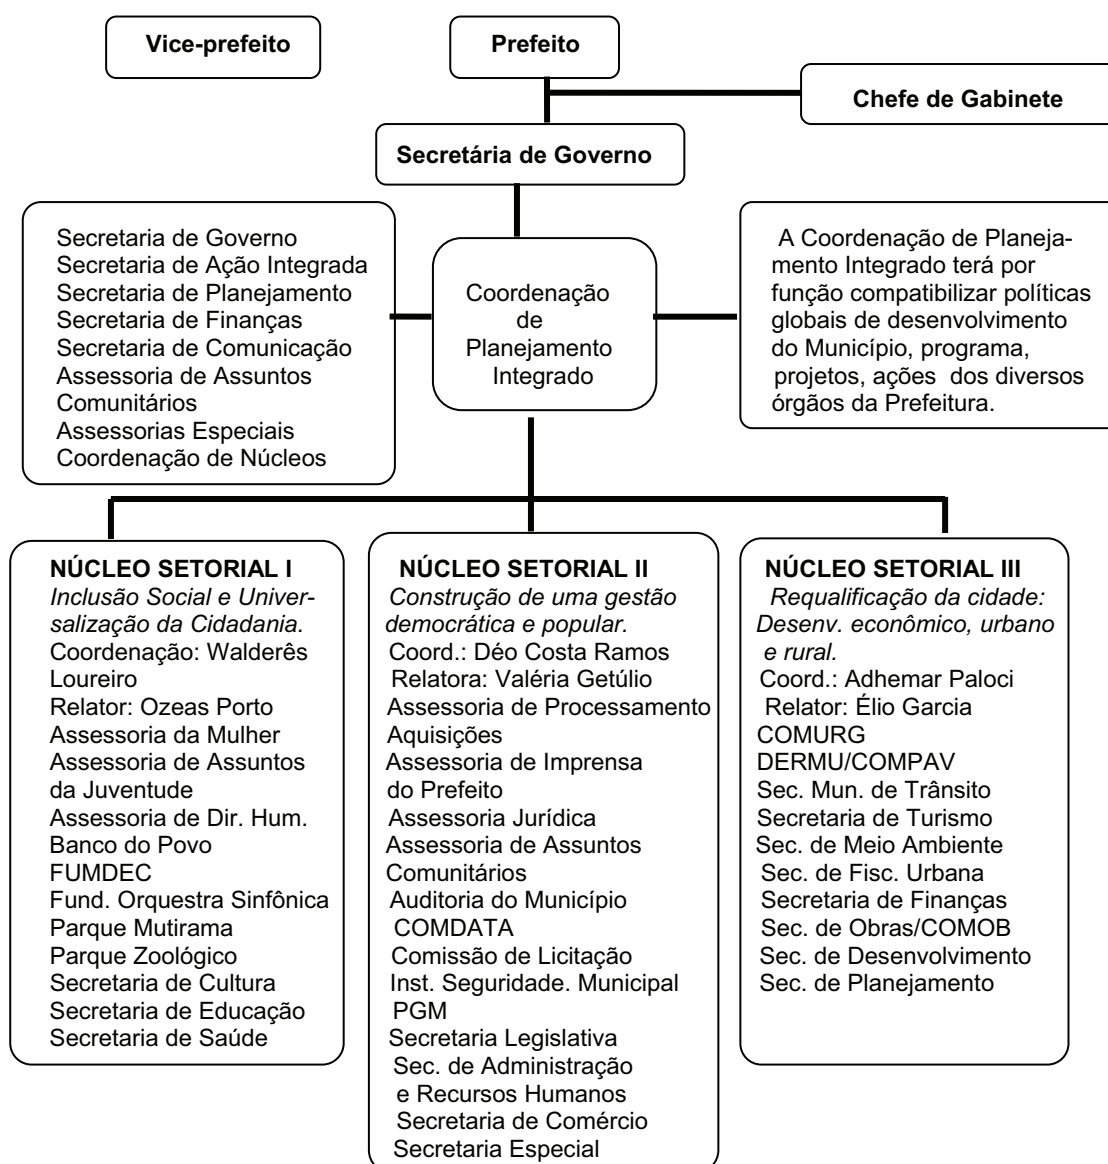 Vice-prefeito
Prefeito
Chefe de Gabinete
Secretária de Governo
Secretaria de Governo
Secretaria de Ação Integrada
Secretaria de Planejamento
Secretaria de Finanças
Secretaria de Comunicação
Assessoria de Assuntos
Comunitários
Assessorias Especiais
Coordenação de Núcleos
Coordenação
de
Planejamento
Integrado
A Coordenação de Planeja-
mento Integrado terá por
função compatibilizar políticas
globais de desenvolvimento
do Município, programa,
projetos, ações dos diversos
órgãos da Prefeitura.
NÚCLEO SETORIAL I
Inclusão Social e Univer-
salização da Cidadania.
Coordenação: Walderês
Loureiro
Relator: Ozeas Porto
Assessoria da Mulher
Assessoria de Assuntos
da Juventude
Assessoria de Dir. Hum.
Banco do Povo
FUMDEC
Fund. Orquestra Sinfônica
Parque Mutirama
Parque Zoológico
Secretaria de Cultura
Secretaria de Educação
Secretaria de Saúde
NÚCLEO SETORIAL II
Construção de uma gestão
democrática e popular.
Coord.: Déo Costa Ramos
Relatora: Valéria Getúlio
Assessoria de Processamento
Aquisições
Assessoria de Imprensa
do Prefeito
Assessoria Jurídica
Assessoria de Assuntos
Comunitários
Auditoria do Município
COMDATA
Comissão de Licitação
Inst. Seguridade. Municipal
PGM
Secretaria Legislativa
Sec. de Administração
e Recursos Humanos
Secretaria de Comércio
Secretaria Especial
NÚCLEO SETORIAL III
Requalificação da cidade:
Desenv. econômico, urbano
e rural.
Coord.: Adhemar Paloci
Relator: Élio Garcia
COMURG
DERMU/COMPAV
Sec. Mun. de Trânsito
Secretaria de Turismo
Sec. de Meio Ambiente
Sec. de Fisc. Urbana
Secretaria de Finanças
Sec. de Obras/COMOB
Sec. de Desenvolvimento
Sec. de Planejamento